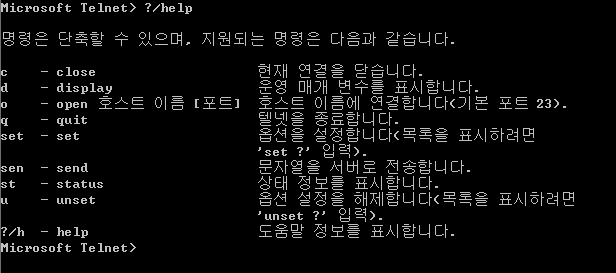 Microsoft Telnet> ?/help
명령은 단축할 수 있으며, 지원되는 명령은 다음과 같습니다.
c - close 현재 연결을 닫습니다.
d - display 운영 매개 변수를 표시합니다.
o - open 호스트 이름 [포트] 호스트 이름에 연결합니다(기본 포트 23).
q - quit 텔넷을 종료합니다.
set - set 옵션을 설정합니다(목록을 표시하려면
'set ?' 입력).
sen - send 문자열을 서버로 전송합니다.
st - status 상태 정보를 표시합니다.
u - unset 옵션 설정을 해제합니다(목록을 표시하려면
'unset ?' 입력).
?/h - help 도움말 정보를 표시합니다.
Microsoft Telnet>